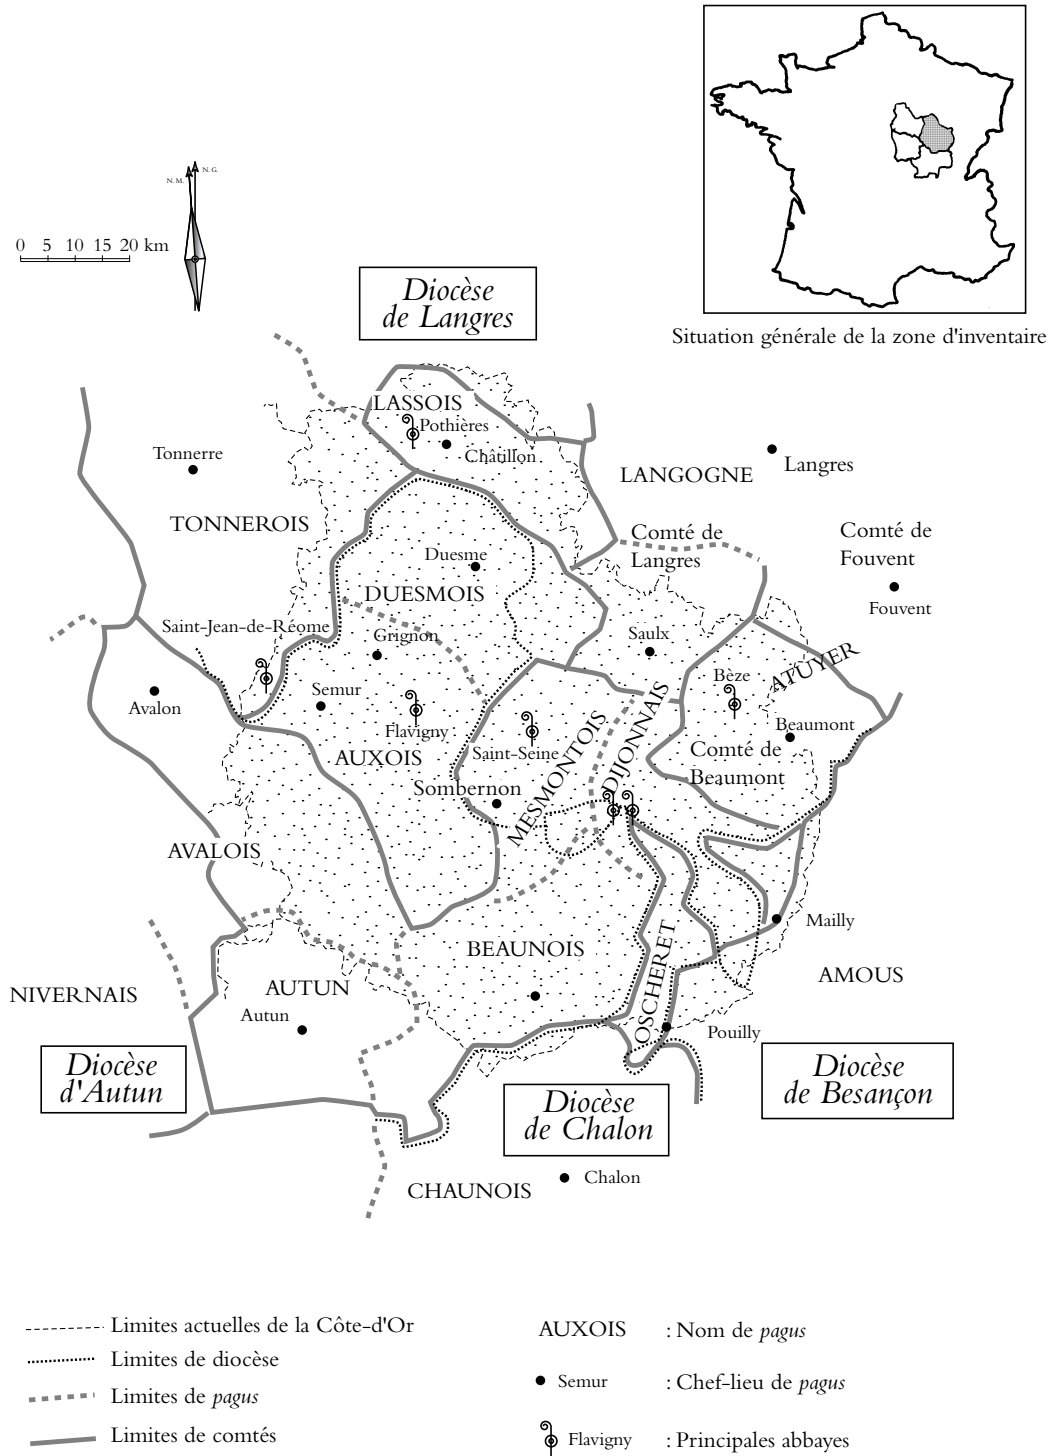 Situation générale de la zone d'inventaire
N. M.
N. G.
0 5 10 15 20 km
Diocèse
de Langres
LASSOIS
Pothières
Châtillon
Tonnerre
LANGOGNE
Langres
TONNEROIS
Comté de
Langres
Comté de
Fouvent
Fouvent
Duesme
DUESMOIS
Saint-Jean-de-Réome
Grignon
Saulx
ATUYER
Bèze
Avalon
Semur
Flavigny
Beaumont
Saint-Seine
MESMONTOIS
DIJONNAIS
Comté de
Beaumont
AUXOIS
Sombernon
AVALOIS
Mailly
BEAUNOIS
OSCHERET
AMOUS
NIVERNAIS
AUTUN
Autun
Pouilly
Diocèse
d'Autun
Diocèse
de Besançon
Diocèse
de Chalon
Chalon
CHAUNOIS
Limites actuelles de la Côte-d'Or
Limites de diocèse
Limites de pagus
Limites de comtés
AUXOIS : Nom de pagus
Semur : Chef-lieu de pagus
Flavigny : Principales abbayes